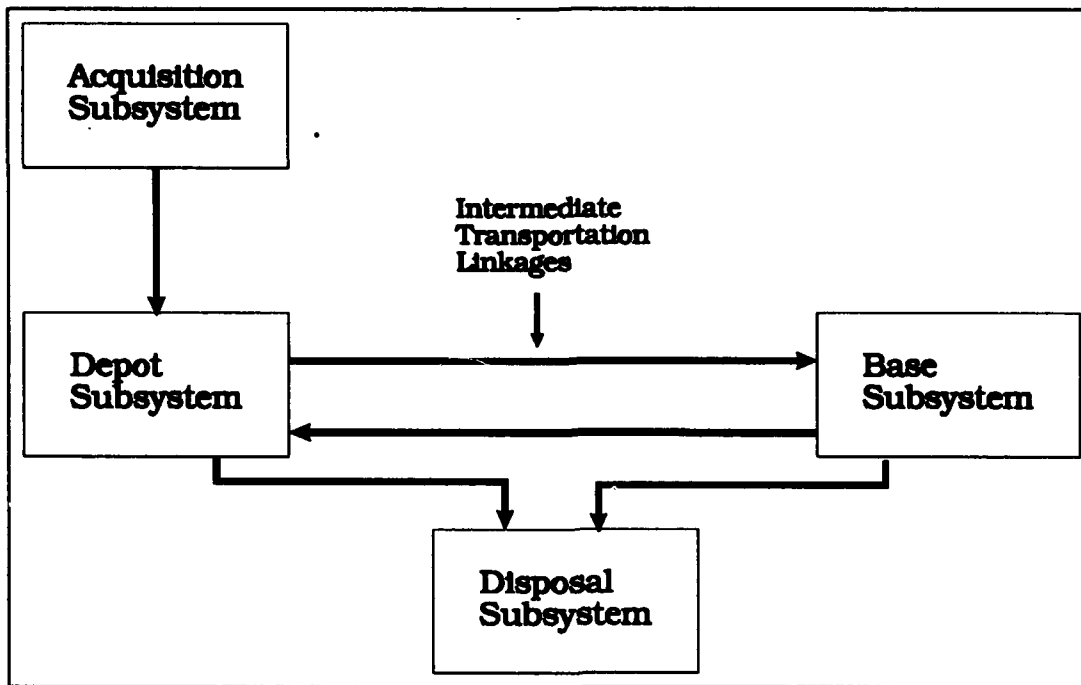 Acquisition
Subsystem
Intermediate
Transportation
Linkages
Depot
Subsystem
Base
Subsystem
Disposal
Subsystem